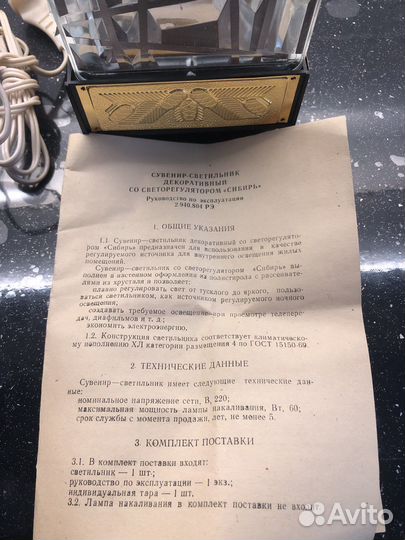 СУВЕНИР-СВЕТИЛЬНИК
ДЕКОРАТИВНЫЙ
СО СВЕТОРЕГУЛЯТОРОМ «СИБИРЬ»
Руководство по эксплуатации
2.940.804 РЭ
1. ОБЩИЕ УКАЗАНИЯ
1.1. Сувенир—светильник декоративный со светорегулято-
ром «Сибирь» предназначен для использования в качестве
регулируемого источника для внутреннего освещения жилых
помещений.
Сувенир—светильник со светорегулятором «Сибирь» вы-
полнен в настольном оформлении из полистирола с рассеивате-
лями из хрусталя и позволяет:
плавно регулировать свет от тусклого до яркого, пользо-
ваться светильником, как источником регулируемого ночного
освещения;
создавать требуемое освещение при просмотре телепере-
дач, диафильмов и т. д.;
экономить электроэнергию.
1.2. Конструкция светильника соответствует климатическо-
му исполнению ХЛ категории размещения 4 по ГОСТ 15150-69.
2. ТЕХНИЧЕСКИЕ ДАННЫЕ
Сувенир—светильник имеет следующие технические дан-
ные:
номинальное напряжение сети, В, 220;
максимальная мощность лампы накаливания, Вт, 60;
срок службы с момента продажи, лет, не менее 5.
3. КОМПЛЕКТ ПОСТАВКИ
3.1. В комплект поставки входят:
светильник — 1 шт.;
руководство по эксплуатации — 1 экз.;
индивидуальная тара — 1 шт.
3.2. Лампа накаливания в комплект поставки не входит.
Avito